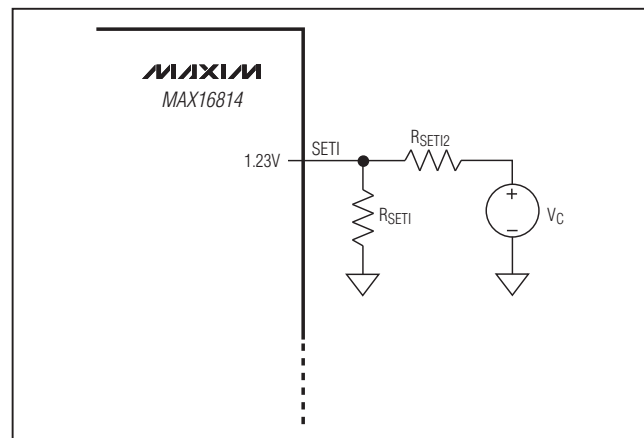 MAXIM
MAX16814
1.23V
SETI
RSETI2
RSETI
+
−
VC